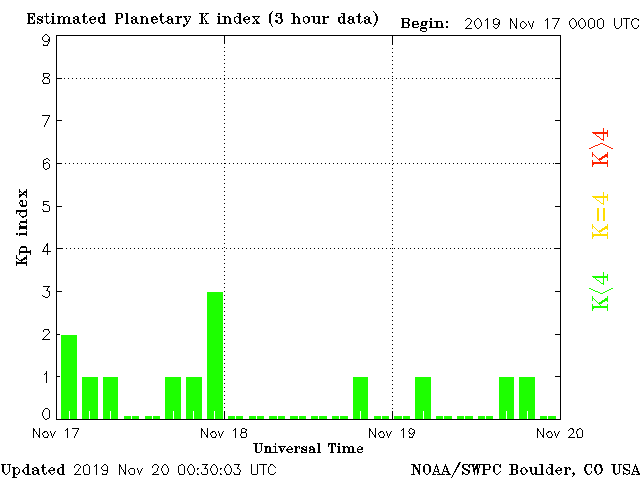 Estimated Planetary K index (3 hour data) Begin: 2019 Nov 17 0000 UTC
9
8
7
6
5
4
3
2
1
0
Kp index
K>4
K=4
K<4
Nov 17 Nov 18 Nov 19 Nov 20
Universal Time
Updated 2019 Nov 20 00:30:03 UTC NOAA/SWPC Boulder, CO USA